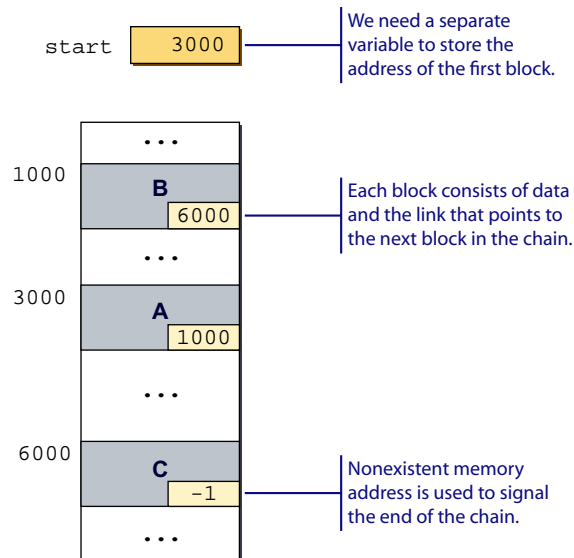 start
3000
We need a separate
variable to store the
address of the first block.
...
1000
B
6000
Each block consists of data
and the link that points to
the next block in the chain.
...
3000
A
1000
...
6000
C
-1
Nonexistent memory
address is used to signal
the end of the chain.
...